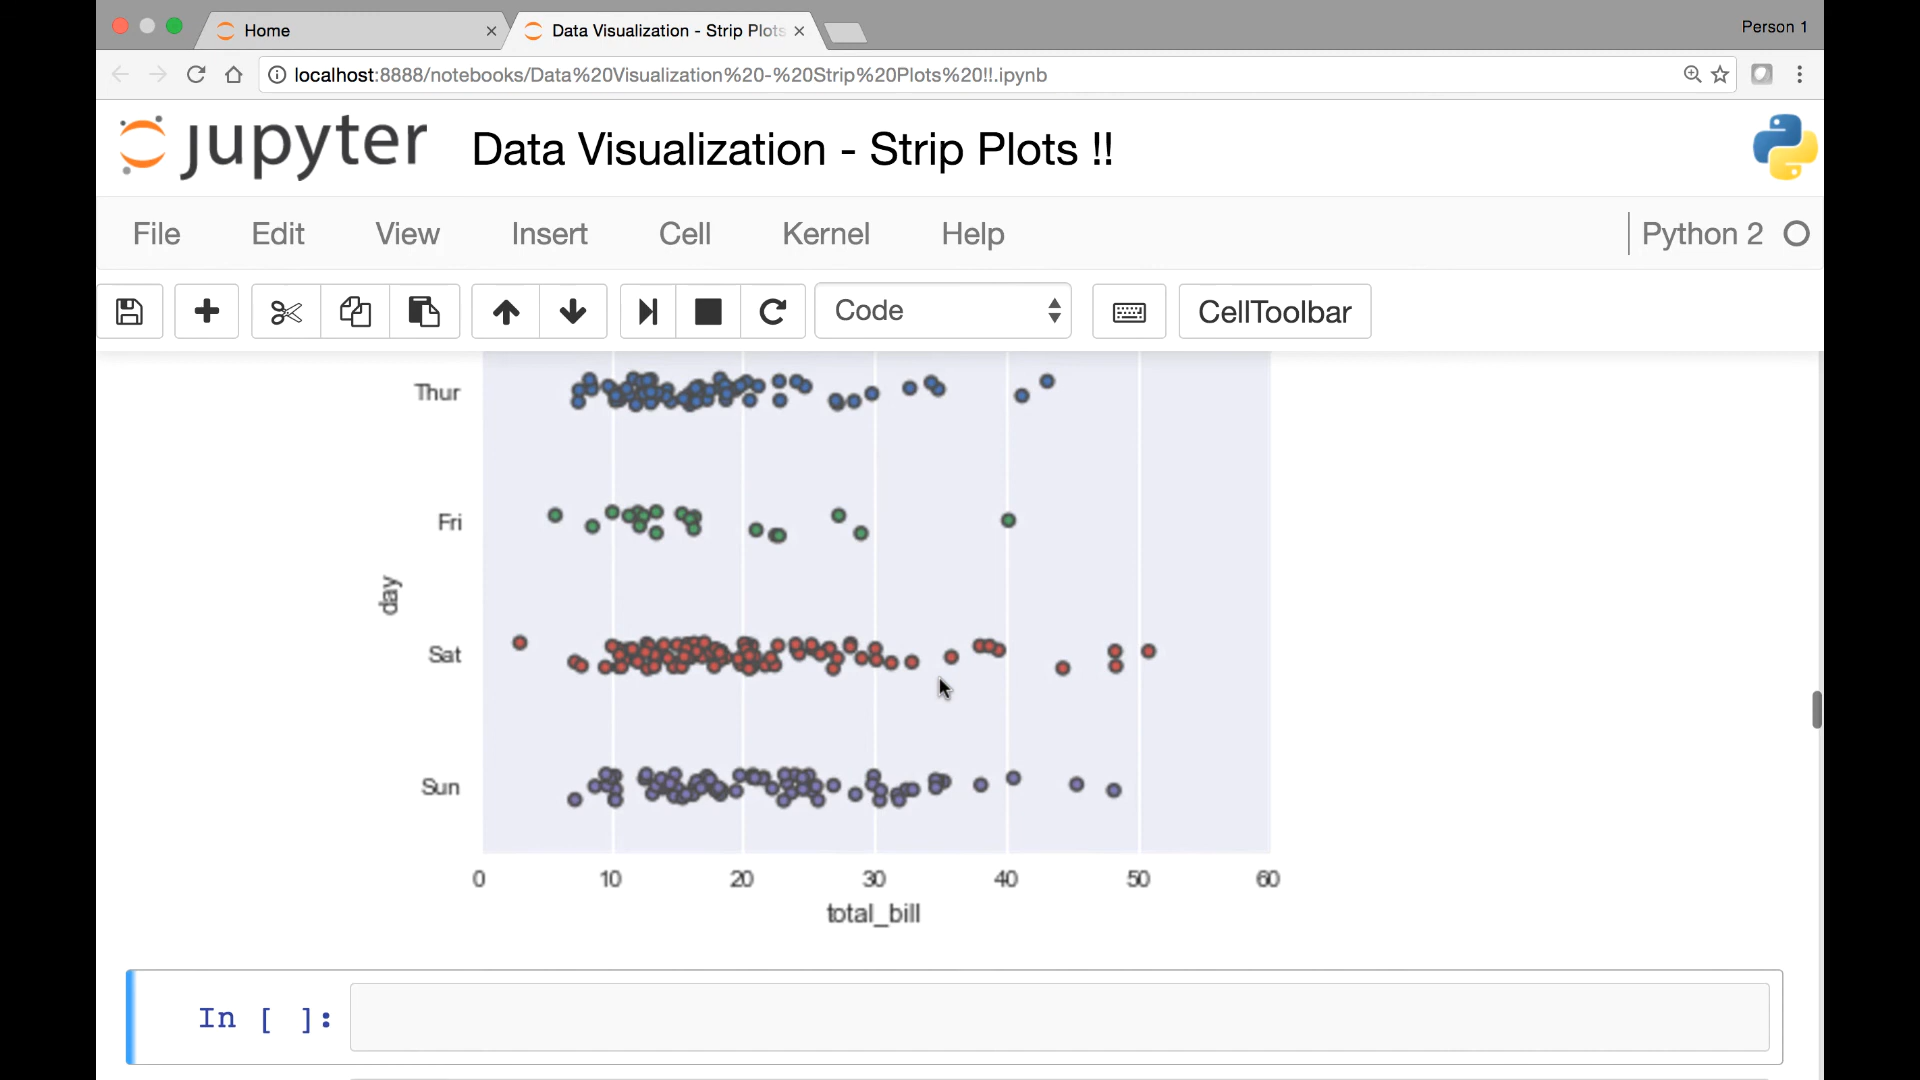 Home
Data Visualization - Strip Plots
Person 1
localhost:8888/notebooks/Data%20Visualization%20-%20Strip%20Plots%20!!.ipynb
jupyter
Data Visualization - Strip Plots !!
File Edit View Insert Cell Kernel Help
Python 2
Code
CellToolbar
Thur
Fri
day
Sat
Sun
0 10 20 30 40 50 60
total_bill
In [ ]: